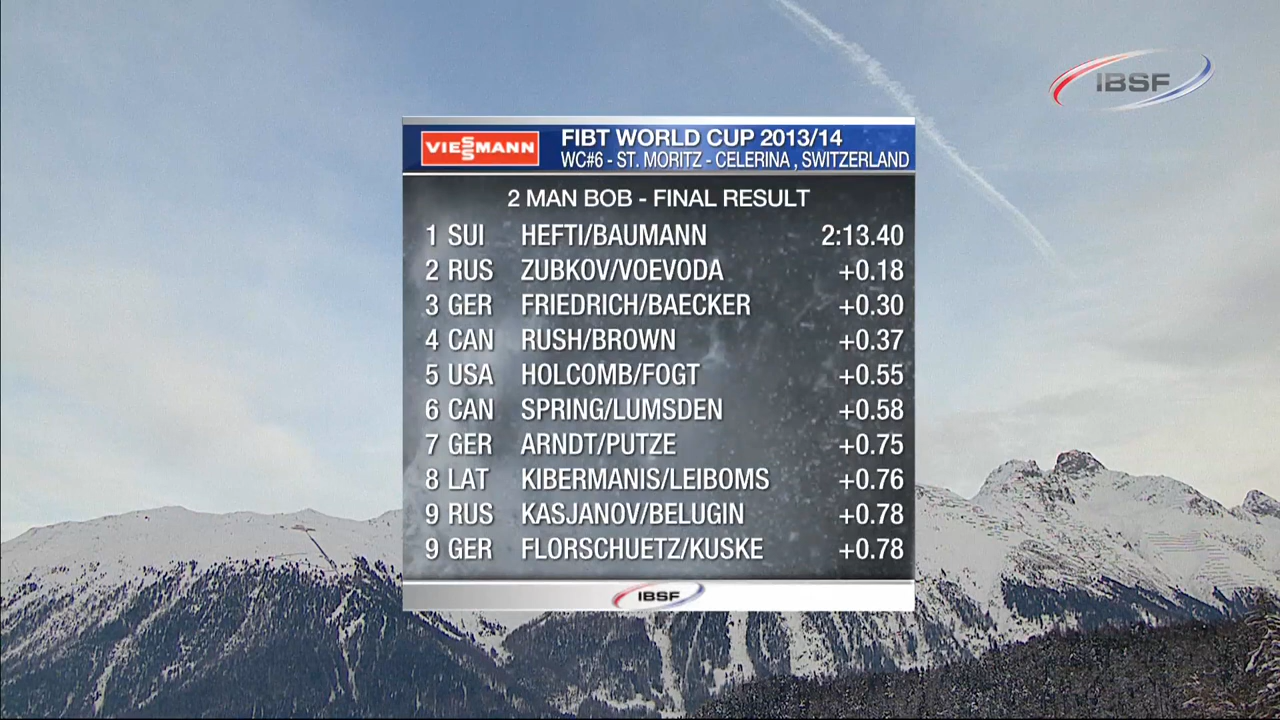 IBSF
VIESSMANN
FIBT WORLD CUP 2013/14
WC#6 - ST. MORITZ - CELERINA , SWITZERLAND
2 MAN BOB - FINAL RESULT
1 SUI HEFTI/BAUMANN 2:13.40
2 RUS ZUBKOV/VOEVODA +0.18
3 GER FRIEDRICH/BAECKER +0.30
4 CAN RUSH/BROWN +0.37
5 USA HOLCOMB/FOGT +0.55
6 CAN SPRING/LUMSDEN +0.58
7 GER ARNDT/PUTZE +0.75
8 LAT KIBERMANIS/LEIBOMS +0.76
9 RUS KASJANOV/BELUGIN +0.78
9 GER FLORSCHUETZ/KUSKE +0.78
IBSF